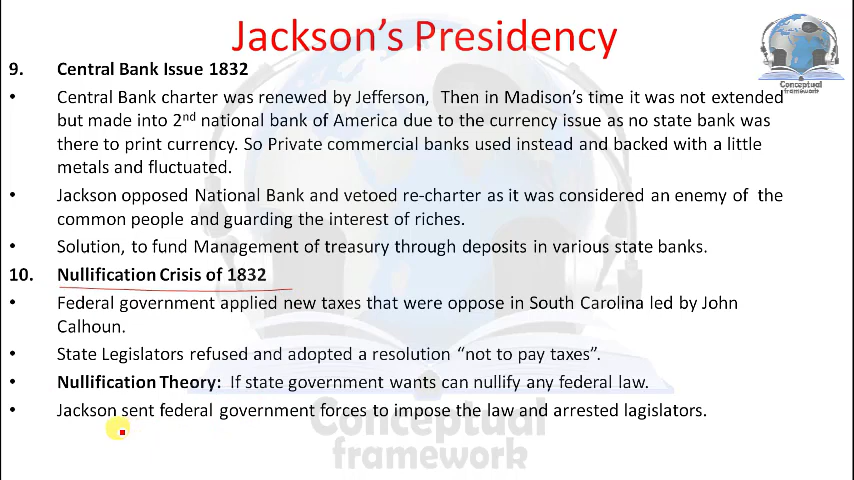 Jackson's Presidency
Conceptual
framework
9. Central Bank Issue 1832
• Central Bank charter was renewed by Jefferson, Then in Madison's time it was not extended
but made into 2nd national bank of America due to the currency issue as no state bank was
there to print currency. So Private commercial banks used instead and backed with a little
metals and fluctuated.
• Jackson opposed National Bank and vetoed re-charter as it was considered an enemy of the
common people and guarding the interest of riches.
• Solution, to fund Management of treasury through deposits in various state banks.
10. Nullification Crisis of 1832
• Federal government applied new taxes that were oppose in South Carolina led by John
Calhoun.
• State Legislators refused and adopted a resolution “not to pay taxes”.
• Nullification Theory: If state government wants can nullify any federal law.
• Jackson sent federal government forces to impose the law and arrested lagislators.
Conceptual
framework